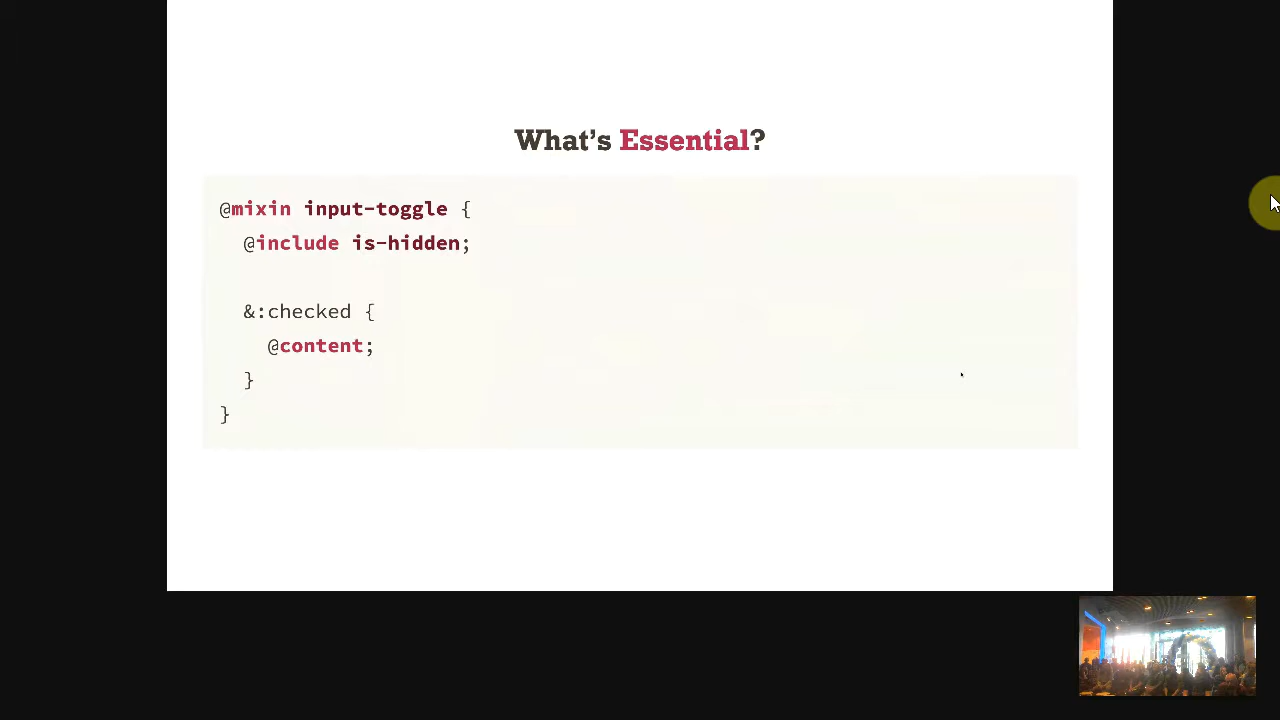 What's Essential?
@mixin input-toggle {
@include is-hidden;
&:checked {
@content;
}
}